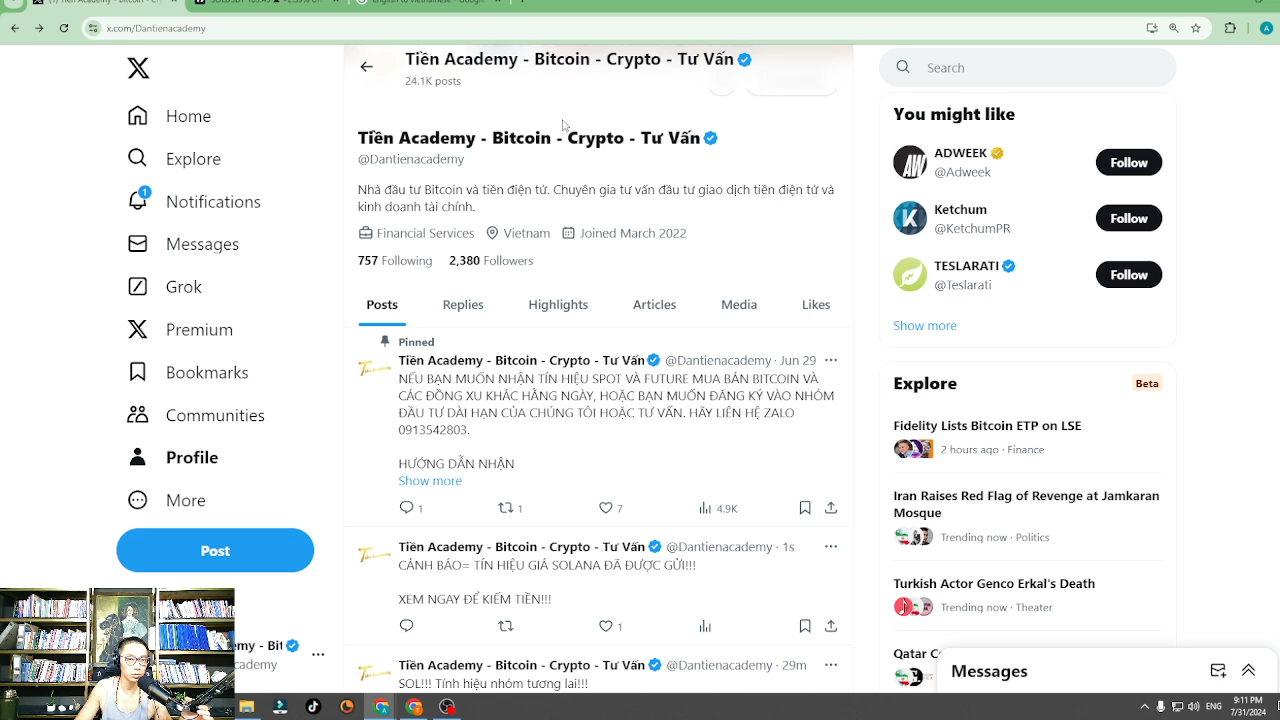 x.com/Dantienacademy
Tiền Academy - Bitcoin - Crypto - Tư Vấn
24.1K posts
Search
Home
Explore
1
Notifications
Messages
Grok
Premium
Bookmarks
Communities
Profile
More
Post
Tiền Academy - Bitcoin - Crypto - Tư Vấn
@Dantienacademy
Nhà đầu tư Bitcoin và tiền điện tử. Chuyên gia tư vấn đầu tư giao dịch tiền điện tử và
kinh doanh tài chính.
Financial Services Vietnam Joined March 2022
757 Following 2,380 Followers
Posts Replies Highlights Articles Media Likes
Pinned
Tiền Academy - Bitcoin - Crypto - Tư Vấn @Dantienacademy · Jun 29
NẾU BẠN MUỐN NHẬN TÍN HIỆU SPOT VÀ FUTURE MUA BÁN BITCOIN VÀ
CÁC ĐỒNG XU KHÁC HẰNG NGÀY, HOẶC BẠN MUỐN ĐĂNG KÝ VÀO NHÓM
ĐẦU TƯ DÀI HẠN CỦA CHÚNG TÔI HOẶC TƯ VẤN. HÃY LIÊN HỆ ZALO
0913542803.
HƯỚNG DẪN NHẬN
Show more
1 1 7 4.9K
Tiền Academy - Bitcoin - Crypto - Tư Vấn @Dantienacademy · 1s
CẢNH BÁO= TÍN HIỆU GIÁ SOLANA ĐÃ ĐƯỢC GỬI!!!
XEM NGAY ĐỂ KIẾM TIỀN!!!
1
Tiền Academy - Bitcoin - Crypto - Tư Vấn @Dantienacademy · 29m
SOL!!! Tính hiệu nhóm tương lai!!!
You might like
ADWEEK
@Adweek
Follow
Ketchum
@KetchumPR
Follow
TESLARATI
@Teslarati
Follow
Show more
Explore
Beta
Fidelity Lists Bitcoin ETP on LSE
2 hours ago · Finance
Iran Raises Red Flag of Revenge at Jamkaran
Mosque
Trending now · Politics
Turkish Actor Genco Erkal's Death
Trending now · Theater
Qatar
Messages
ENG
9:11 PM
7/31/2024